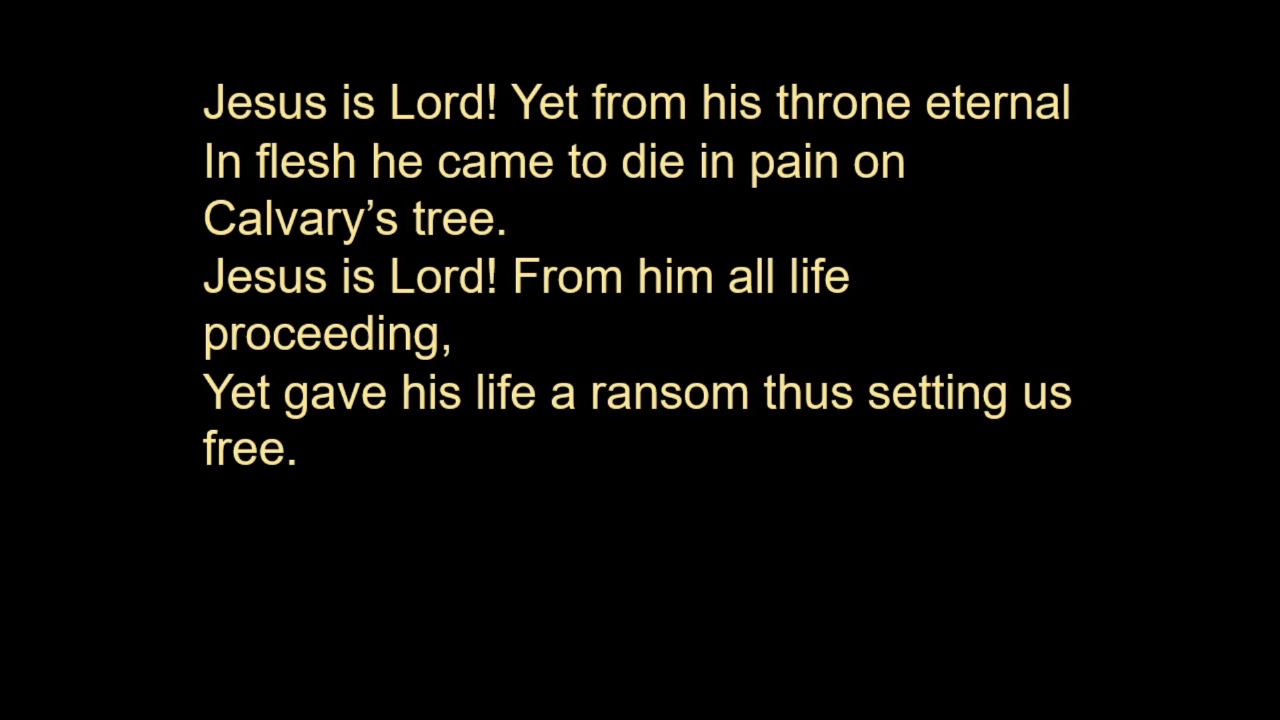 Jesus is Lord! Yet from his throne eternal
In flesh he came to die in pain on
Calvary’s tree.
Jesus is Lord! From him all life
proceeding,
Yet gave his life a ransom thus setting us
free.